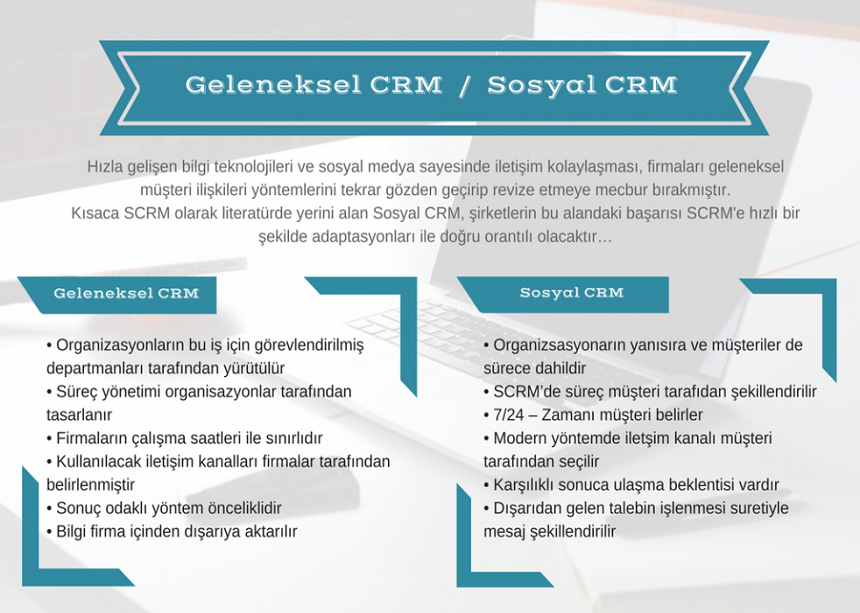 Geleneksel CRM / Sosyal CRM
Hızla gelişen bilgi teknolojileri ve sosyal medya sayesinde iletişim kolaylaşması, firmaları geleneksel
müşteri ilişkileri yöntemlerini tekrar gözden geçirip revize etmeye mecbur bırakmıştır.
Kısaca SCRM olarak literatürde yerini alan Sosyal CRM, şirketlerin bu alandaki başarısı SCRM'e hızlı bir
şekilde adaptasyonları ile doğru orantılı olacaktır…
Geleneksel CRM
• Organizasyonların bu iş için görevlendirilmiş
departmanları tarafından yürütülür
• Süreç yönetimi organisazyonlar tarafından
tasarlanır
• Firmaların çalışma saatleri ile sınırlıdır
• Kullanılacak iletişim kanalları firmalar tarafından
belirlenmiştir
• Sonuç odaklı yöntem önceliklidir
• Bilgi firma içinden dışarıya aktarılır
Sosyal CRM
• Organizsasyonarın yanısıra ve müşteriler de
sürece dahildir
• SCRM'de süreç müşteri tarafıdan şekillendirilir
• 7/24 – Zamanı müşteri belirler
• Modern yöntemde iletşim kanalı müşteri
tarafından seçilir
• Karşılıklı sonuca ulaşma beklentisi vardır
• Dışarıdan gelen talebin işlenmesi suretiyle
mesaj şekillendirilir